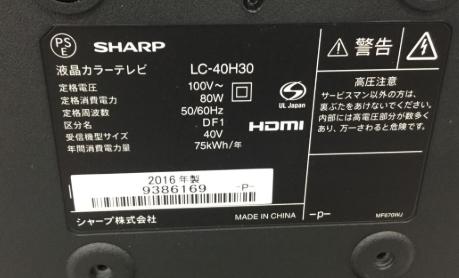 PS
E
SHARP
液晶カラーテレビ LC-40H30
定格電圧 100V~
定格消費電力 80W
定格周波数 50/60Hz
区分名 DF1
受信機型サイズ 40V
年間消費電力量 75kWh/年
UL Japan
HDMI
2016年製
9386169 -P-
シャープ株式会社 MADE IN CHINA
警告
高圧注意
サービスマン以外の方は、
裏ぶたをあけないでください。
内部には高電圧部分が数多く
あり、万一さわると危険です。
-p- MF670WJ